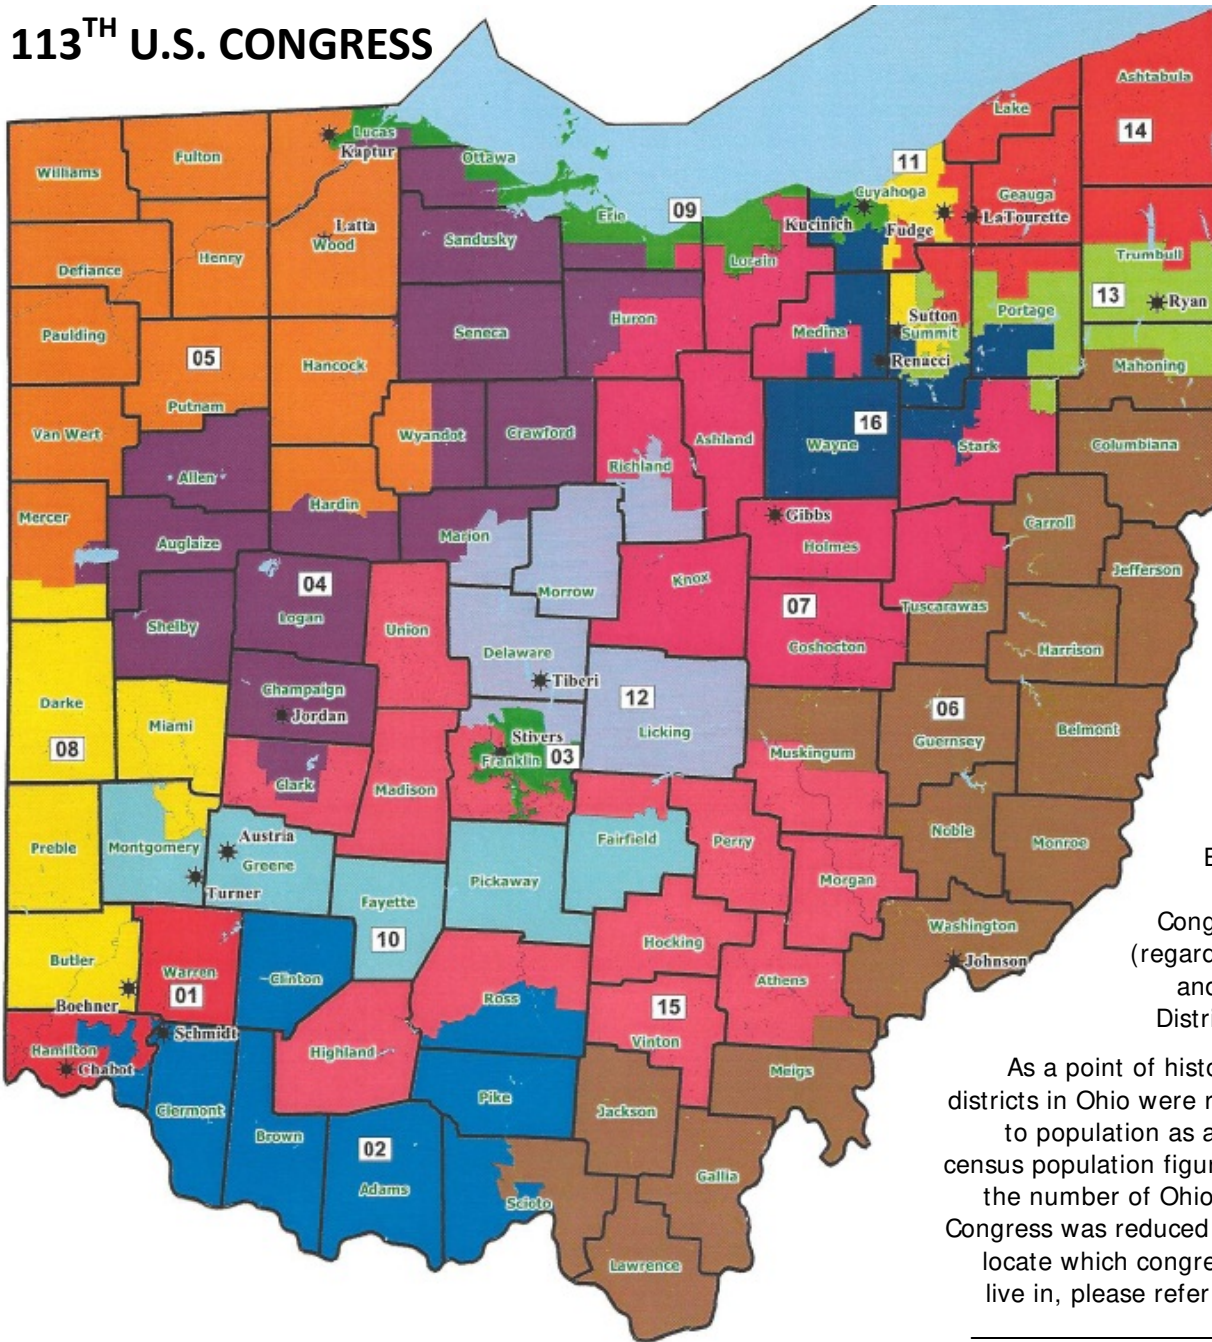 113TH U.S. CONGRESS
Ashtabula
Lake
14
Williams
Fulton
Lucas
Kaptur
Ottawa
11
Cuyahoga
Geauga
LaTourette
Latta
Wood
Henry
Defiance
Sandusky
Erie
09
Kucinich
Fudge
Lorain
Trumbull
13
Ryan
Paulding
05
Hancock
Seneca
Huron
Medina
Sutton
Summit
Renacci
Portage
Mahoning
Putnam
Van Wert
Wyandot
Crawford
Ashland
Wayne
16
Stark
Columbiana
Allen
Richland
Mercer
Hardin
Auglaize
Marion
Gibbs
Holmes
Carroll
Jefferson
04
Logan
Shelby
Morrow
Knox
07
Tuscarawas
Union
Delaware
Tiberi
Coshocton
Harrison
Champaign
Jordan
Darke
08
Miami
12
Licking
06
Guernsey
Belmont
Stivers
Franklin
03
Muskingum
Clark
Madison
Preble
Montgomery
Austria
Greene
Turner
Fairfield
Perry
Noble
Monroe
Pickaway
Morgan
Fayette
10
E
Washington
Cong
Butler
Boehner
Warren
01
Clinton
Hocking
Johnson
(regard
Athens
and
Ross
15
Vinton
Distri
Hamilton
Chabot
Schmidt
Highland
Meigs
As a point of histo
Pike
Jackson
districts in Ohio were r
Clermont
Brown
02
Adams
to population as a
Scioto
Gallia
census population figur
the number of Ohio
Congress was reduced
Lawrence
locate which congre
live in, please refer